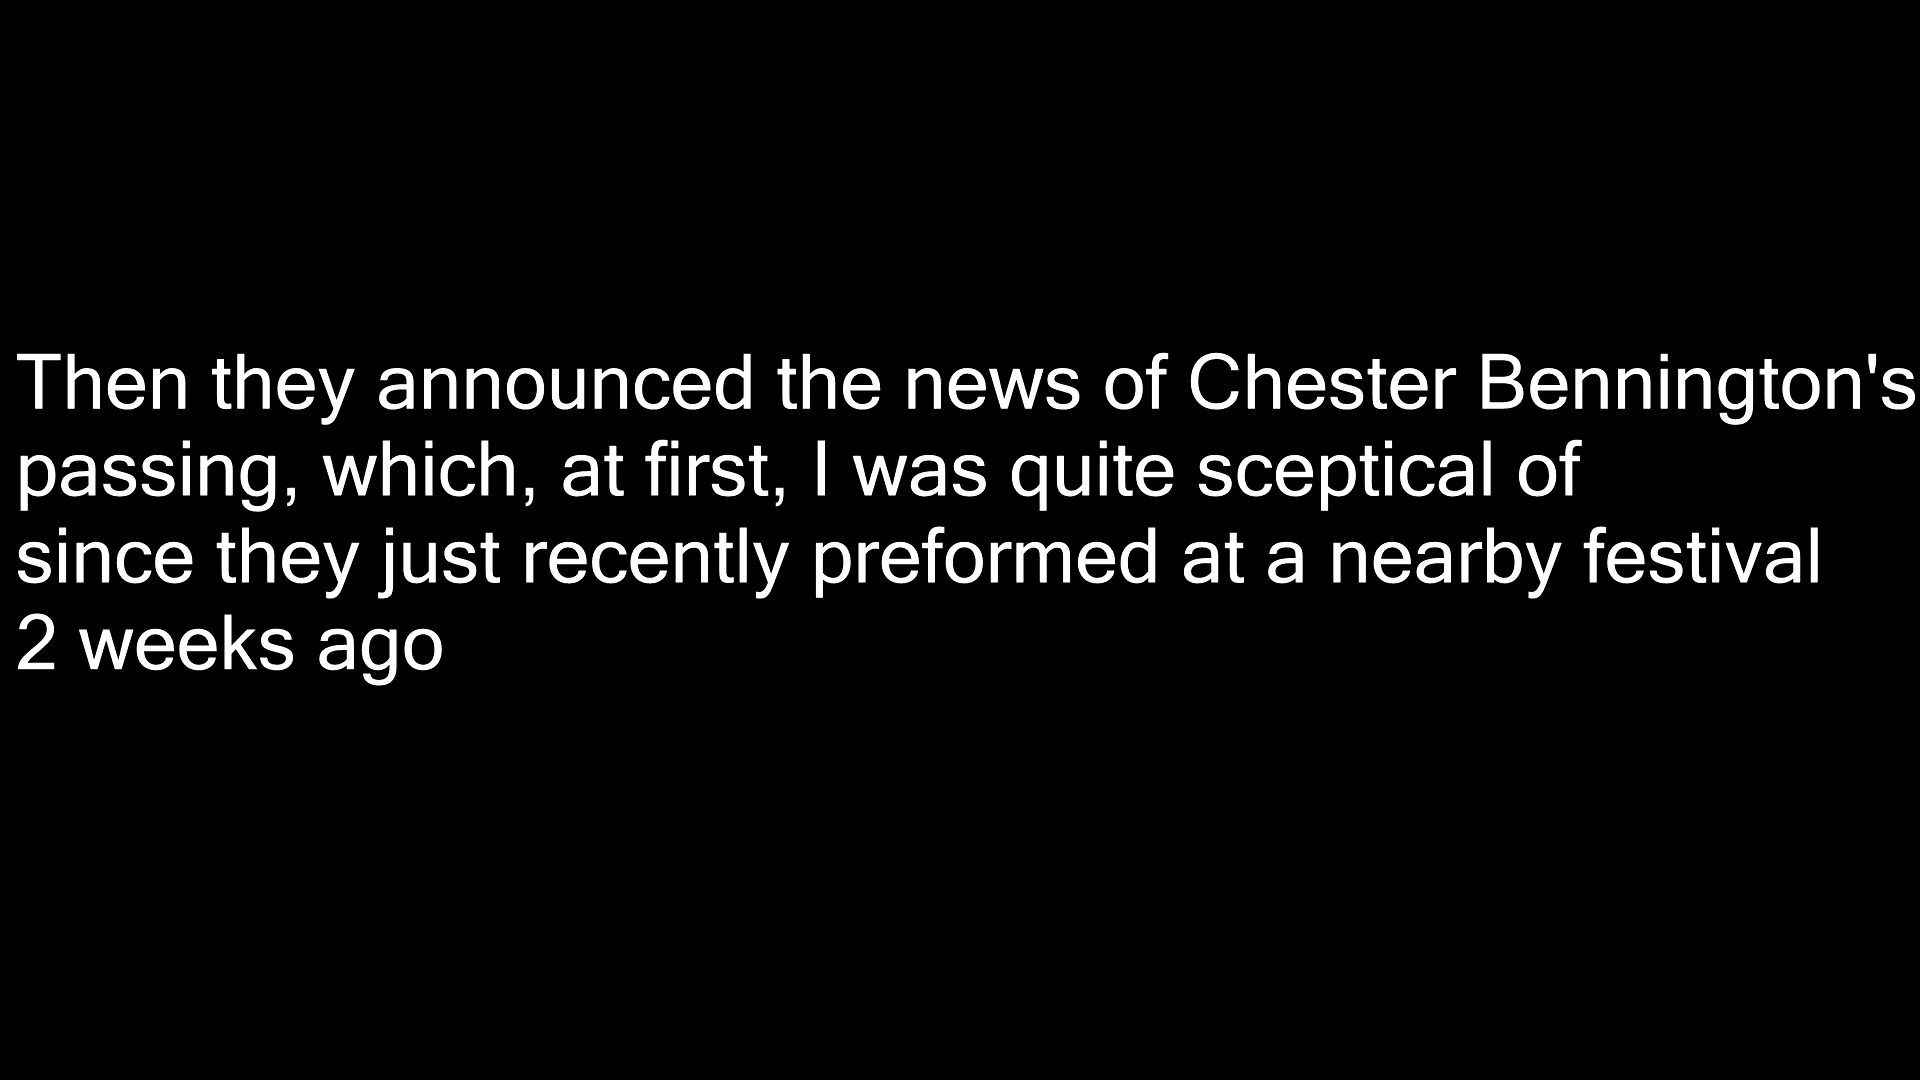 Then they announced the news of Chester Bennington's
passing, which, at first, I was quite sceptical of
since they just recently preformed at a nearby festival
2 weeks ago